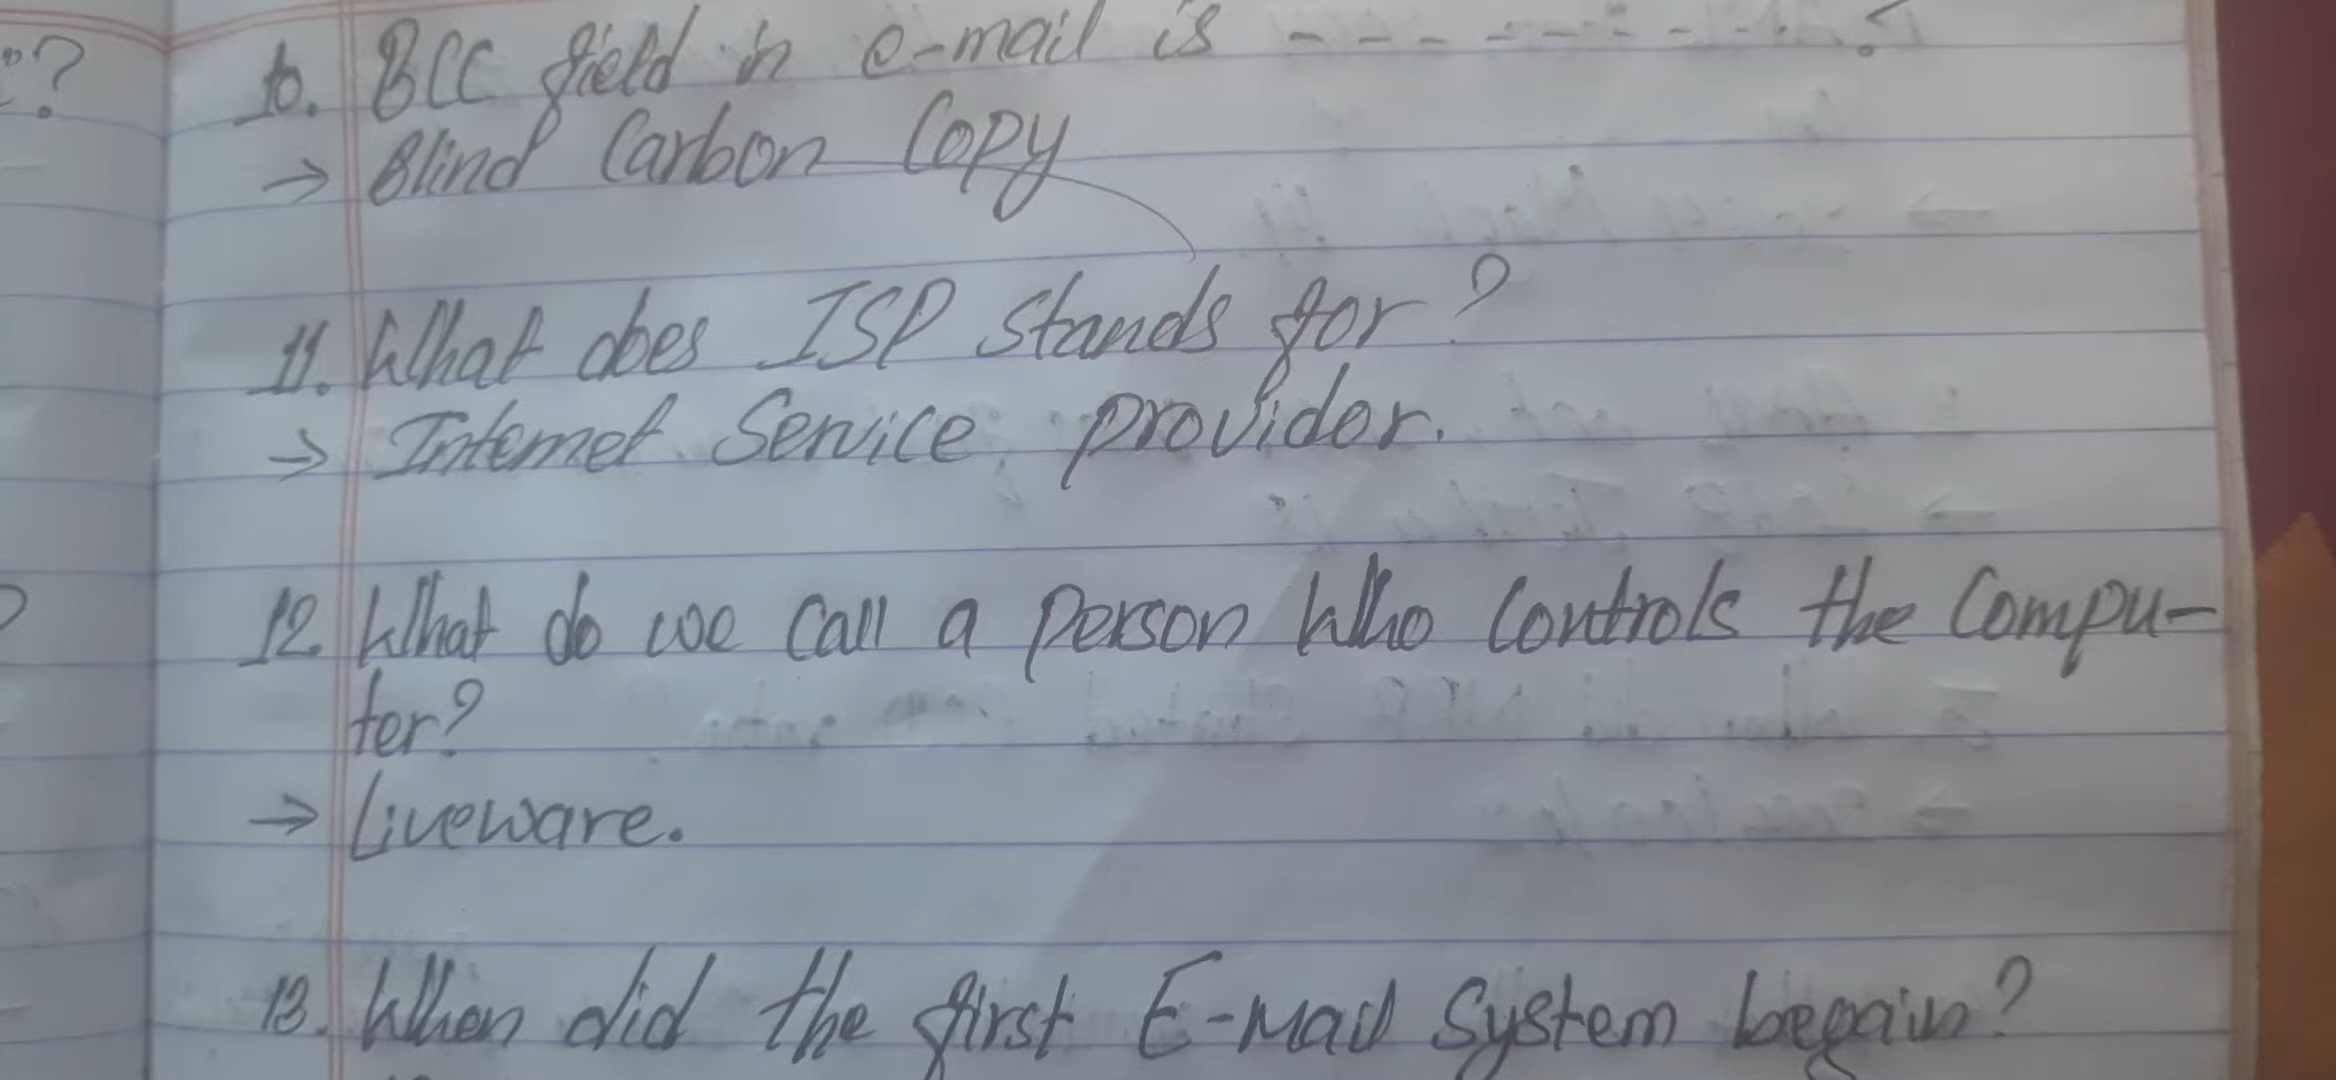 10. BCC field in e-mail is - - - - - - - - - - ?
→ Blind Carbon Copy
11. What does ISP stands for?
→ Internet Service provider.
12. What do we call a person who controls the Compu-
ter?
→ Liveware.
13. When did the first E-mail System begain?